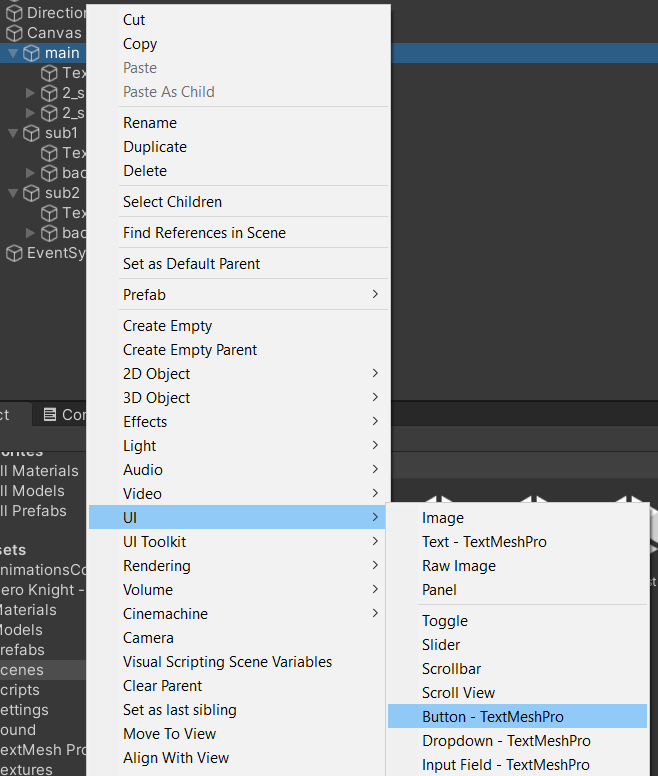 Direction
Canvas
main
Tex
2_s
2_s
sub1
Tex
bac
sub2
Tex
bac
EventSy
Cut
Copy
Paste
Paste As Child
Rename
Duplicate
Delete
Select Children
Find References in Scene
Set as Default Parent
Prefab
Create Empty
Create Empty Parent
2D Object
3D Object
Effects
Light
Audio
Video
UI
UI Toolkit
Rendering
Volume
Cinemachine
Camera
Visual Scripting Scene Variables
Clear Parent
Set as last sibling
Move To View
Align With View
Image
Text - TextMeshPro
Raw Image
Panel
Toggle
Slider
Scrollbar
Scroll View
Button - TextMeshPro
Dropdown - TextMeshPro
Input Field - TextMeshPro
ct
Con
orites
ll Materials
ll Models
ll Prefabs
sets
nimationsCo
ero Knight -
Materials
Models
refabs
cenes
cripts
ettings
ound
extMesh Pro
extures